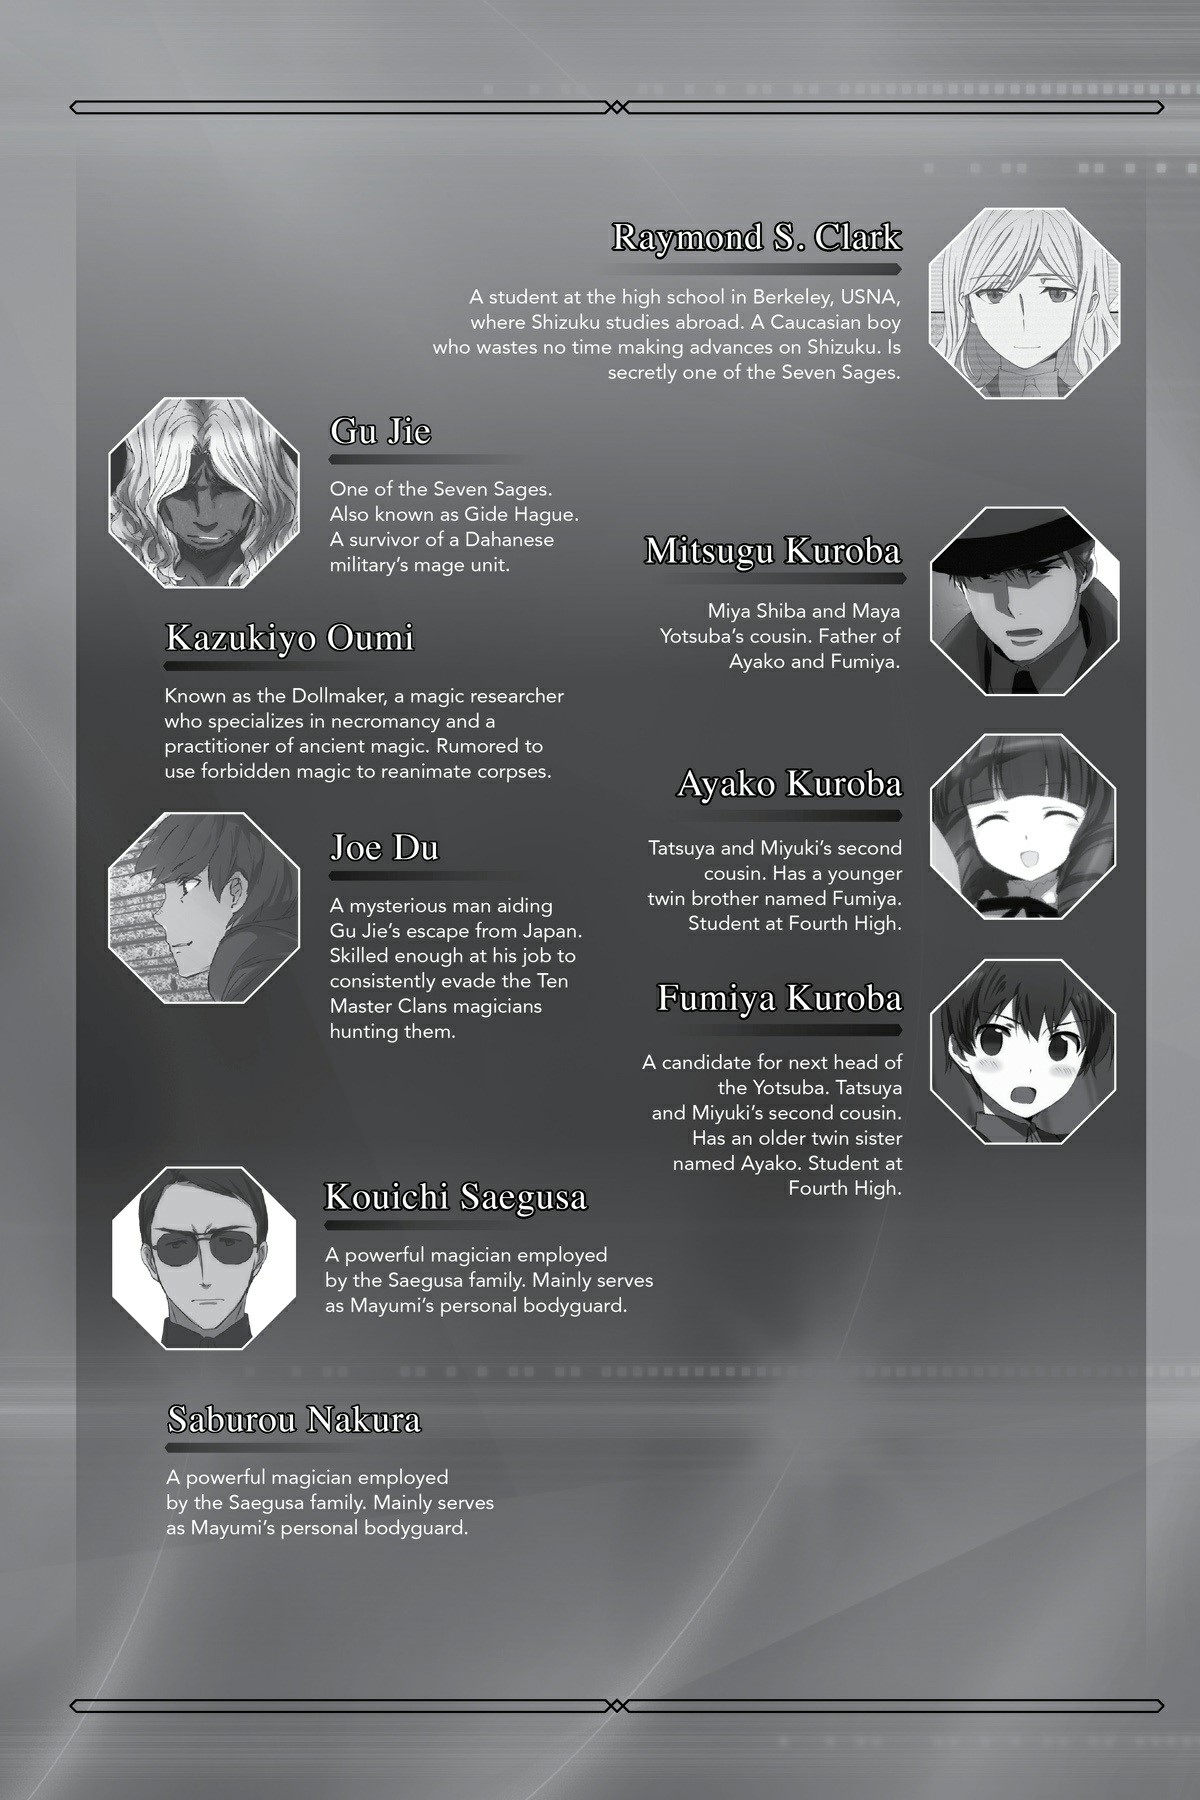 Raymond S. Clark
A student at the high school in Berkeley, USNA,
where Shizuku studies abroad. A Caucasian boy
who wastes no time making advances on Shizuku. Is
secretly one of the Seven Sages.
Gu Jie
One of the Seven Sages.
Also known as Gide Hague.
A survivor of a Dahanese
military's mage unit.
Kazukiyo Oumi
Known as the Dollmaker, a magic researcher
who specializes in necromancy and a
practitioner of ancient magic. Rumored to
use forbidden magic to reanimate corpses.
Joe Du
A mysterious man aiding
Gu Jie's escape from Japan.
Skilled enough at his job to
consistently evade the Ten
Master Clans magicians
hunting them.
Kouichi Saegusa
A powerful magician employed
by the Saegusa family. Mainly serves
as Mayumi's personal bodyguard.
Saburou Nakura
A powerful magician employed
by the Saegusa family. Mainly serves
as Mayumi's personal bodyguard.
Mitsugu Kuroba
Miya Shiba and Maya
Yotsuba's cousin. Father of
Ayako and Fumiya.
Ayako Kuroba
Tatsuya and Miyuki's second
cousin. Has a younger
twin brother named Fumiya.
Student at Fourth High.
Fumiya Kuroba
A candidate for next head of
the Yotsuba. Tatsuya
and Miyuki's second cousin.
Has an older twin sister
named Ayako. Student at
Fourth High.